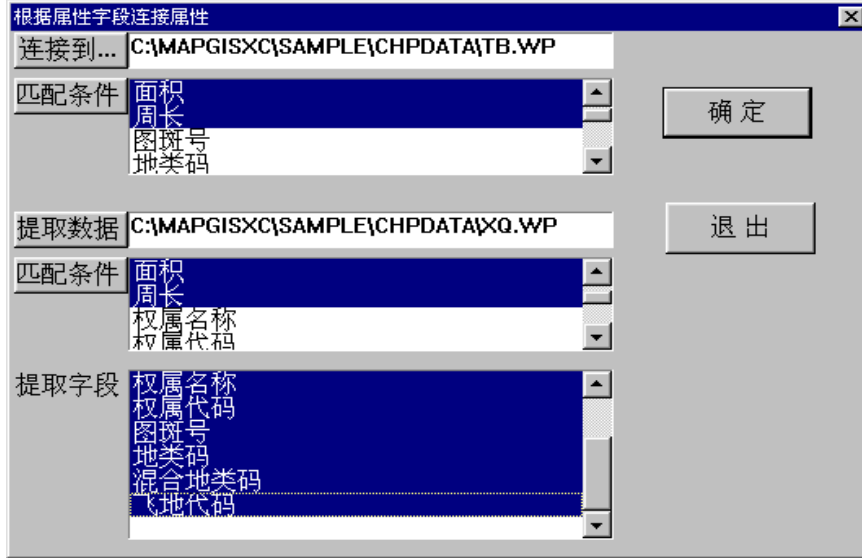 根据属性字段连接属性
连接到... C:\MAPGISXC\SAMPLE\CHPDATA\TB.WP
匹配条件 面积
周长
图斑号
地类码
确定
提取数据 C:\MAPGISXC\SAMPLE\CHPDATA\XQ.WP
退出
匹配条件 面积
周长
权属名称
权属代码
提取字段 权属名称
权属代码
图斑号
地类码
混合地类码
飞地代码